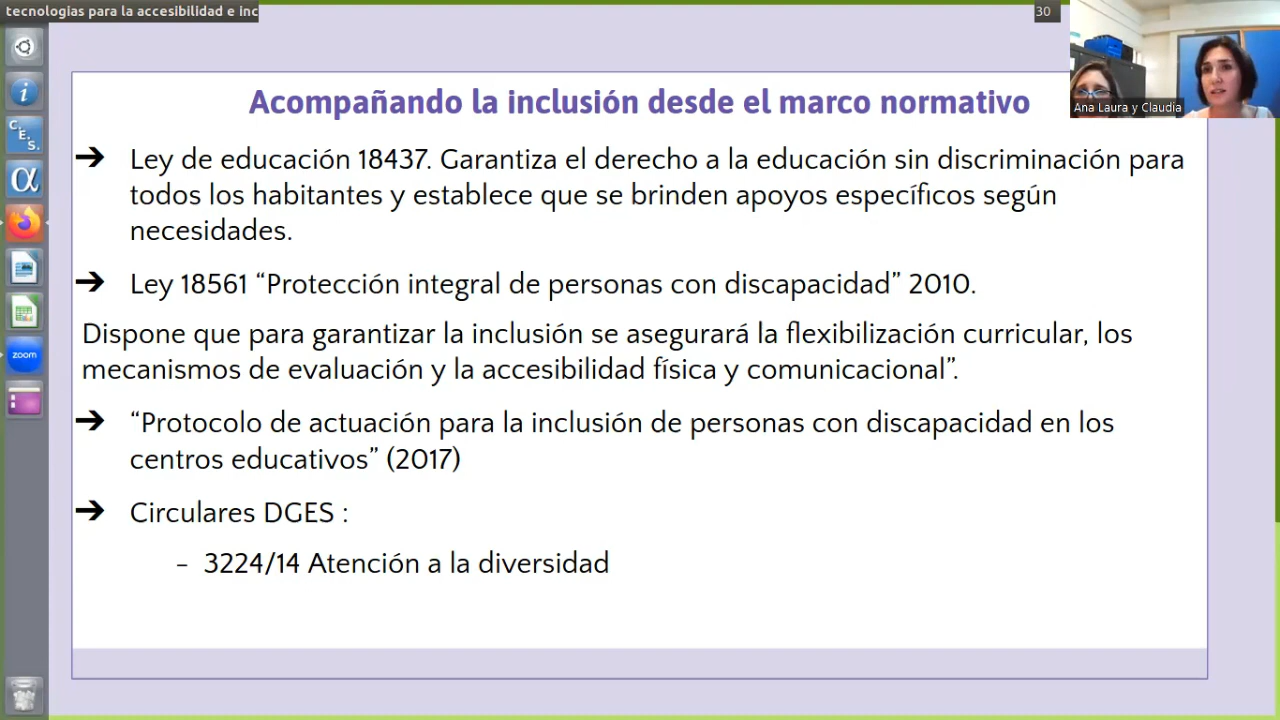 tecnologias para la accesibilidad e inc
30
Ana Laura y Claudia
Acompañando la inclusión desde el marco normativo
➔ Ley de educación 18437. Garantiza el derecho a la educación sin discriminación para
todos los habitantes y establece que se brinden apoyos específicos según
necesidades.
➔ Ley 18561 “Protección integral de personas con discapacidad” 2010.
Dispone que para garantizar la inclusión se asegurará la flexibilización curricular, los
mecanismos de evaluación y la accesibilidad física y comunicacional”.
➔ “Protocolo de actuación para la inclusión de personas con discapacidad en los
centros educativos” (2017)
➔ Circulares DGES :
– 3224/14 Atención a la diversidad
C.E.S.
zoom